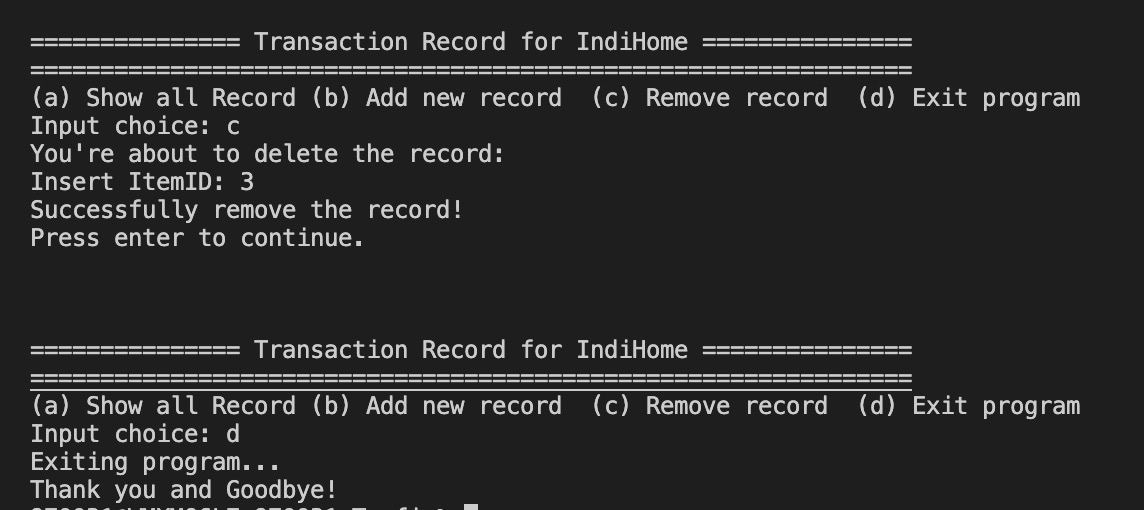 =============== Transaction Record for IndiHome ===============
===============================================================
(a) Show all Record (b) Add new record  (c) Remove record  (d) Exit program
Input choice: c
You're about to delete the record:
Insert ItemID: 3
Successfully remove the record!
Press enter to continue.
=============== Transaction Record for IndiHome ===============
===============================================================
(a) Show all Record (b) Add new record  (c) Remove record  (d) Exit program
Input choice: d
Exiting program...
Thank you and Goodbye!